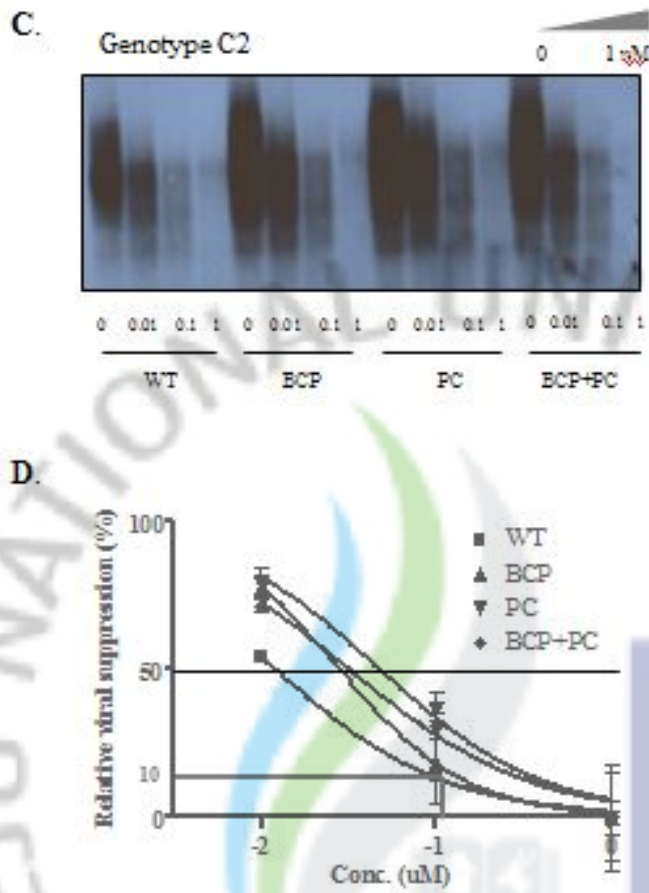 C.
Genotype C2
0 1 uM
0 0.01 0.1 1 0 0.01 0.1 1 0 0.01 0.1 1 0 0.01 0.1 1
WT BCP PC BCP+PC
D.
Relative viral suppression (%)
100
50
10
0
WT
BCP
PC
BCP+PC
-2 -1 0
Conc. (uM)
NATIONAL UNI